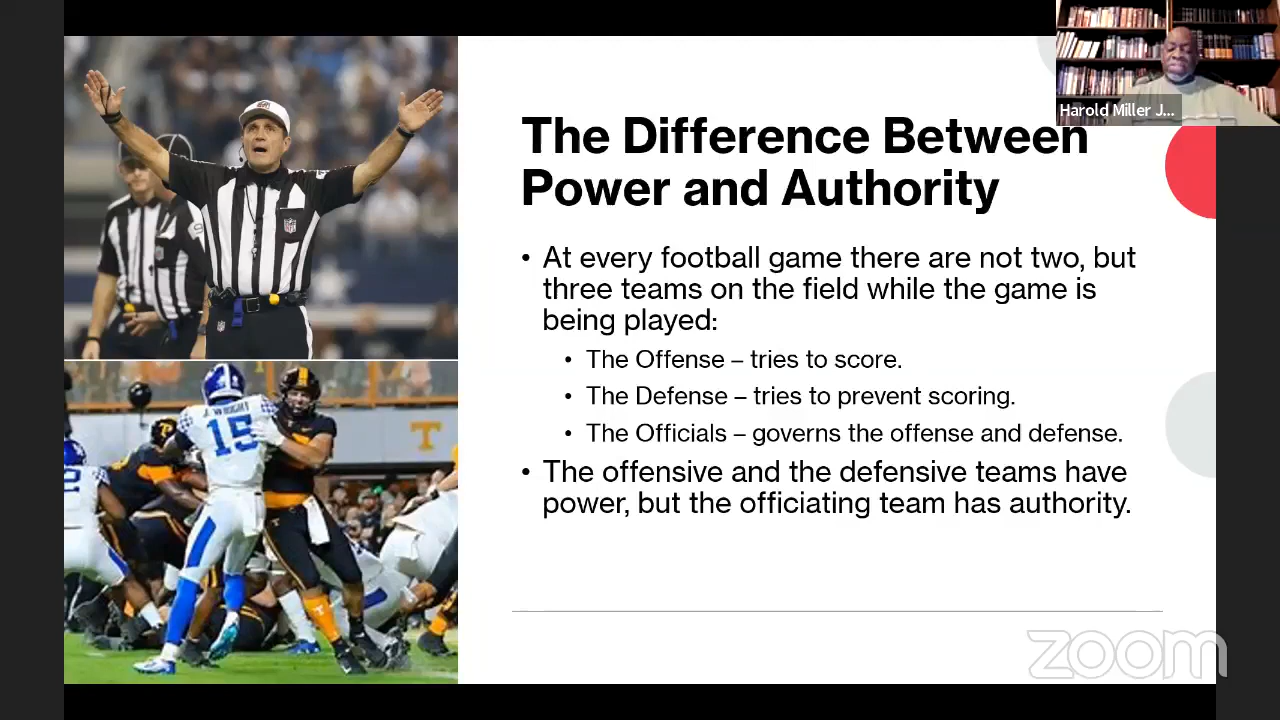 Harold Miller J...
The Difference Between
Power and Authority
• At every football game there are not two, but
three teams on the field while the game is
being played:
• The Offense – tries to score.
• The Defense – tries to prevent scoring.
• The Officials – governs the offense and defense.
• The offensive and the defensive teams have
power, but the officiating team has authority.
J. WRIGHT
15
T
zoom